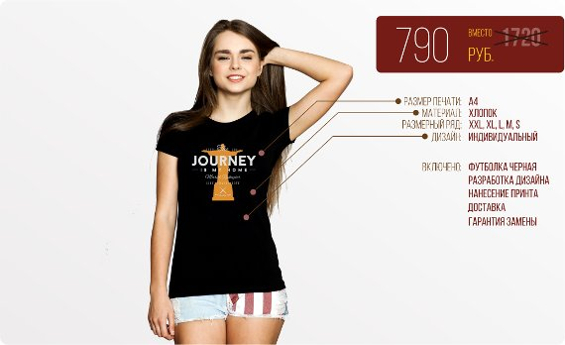 790 ВМЕСТО 1720
РУБ.
РАЗМЕР ПЕЧАТИ: А4
МАТЕРИАЛ: ХЛОПОК
РАЗМЕРНЫЙ РЯД: XXL, XL, L, M, S
ДИЗАЙН: ИНДИВИДУАЛЬНЫЙ
ВКЛЮЧЕНО: ФУТБОЛКА ЧЕРНАЯ
РАЗРАБОТКА ДИЗАЙНА
НАНЕСЕНИЕ ПРИНТА
ДОСТАВКА
ГАРАНТИЯ ЗАМЕНЫ
JOURNEY
IS MY HOME